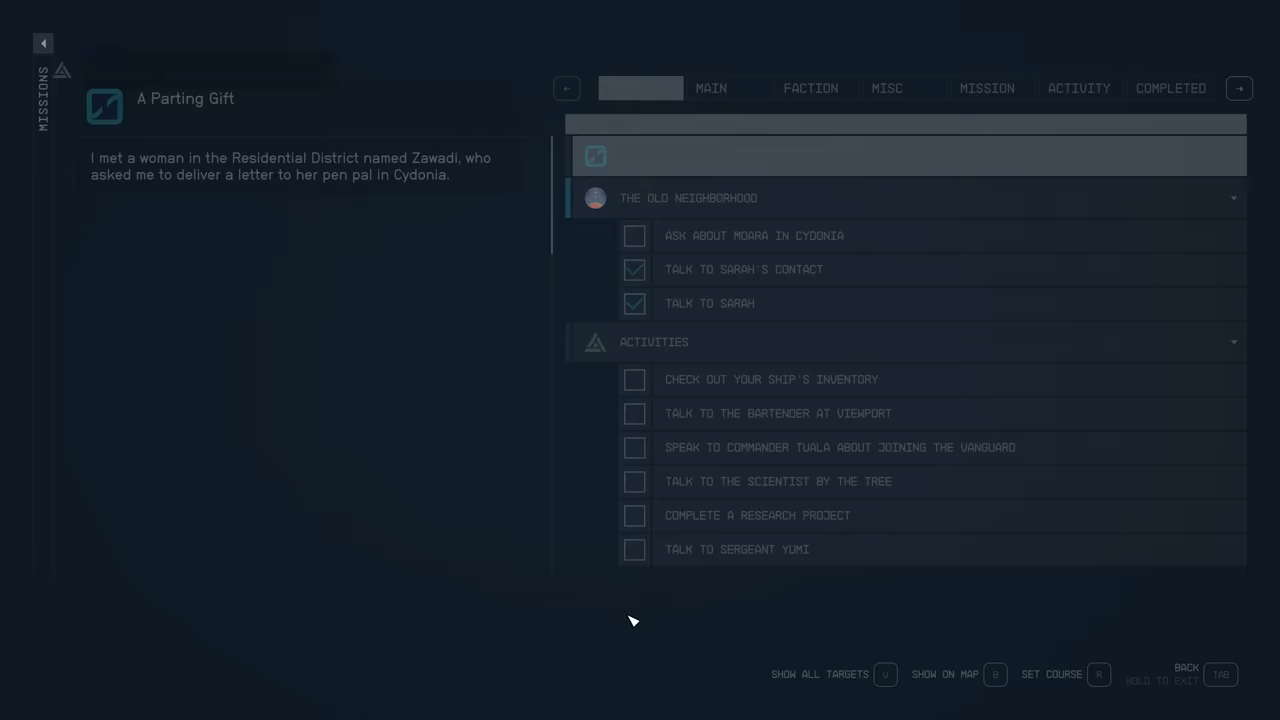 MISSIONS
A Parting Gift
I met a woman in the Residential District named Zawadi, who
asked me to deliver a letter to her pen pal in Cydonia.
MAIN
FACTION
MISC
MISSION
ACTIVITY
COMPLETED
THE OLD NEIGHBORHOOD
ASK ABOUT MOARA IN CYDONIA
TALK TO SARAH'S CONTACT
TALK TO SARAH
ACTIVITIES
CHECK OUT YOUR SHIP'S INVENTORY
TALK TO THE BARTENDER AT VIEWPORT
SPEAK TO COMMANDER TUALA ABOUT JOINING THE VANGUARD
TALK TO THE SCIENTIST BY THE TREE
COMPLETE A RESEARCH PROJECT
TALK TO SERGEANT YUMI
SHOW ALL TARGETS V
SHOW ON MAP B
SET COURSE R
BACK TAB
HOLD TO EXIT